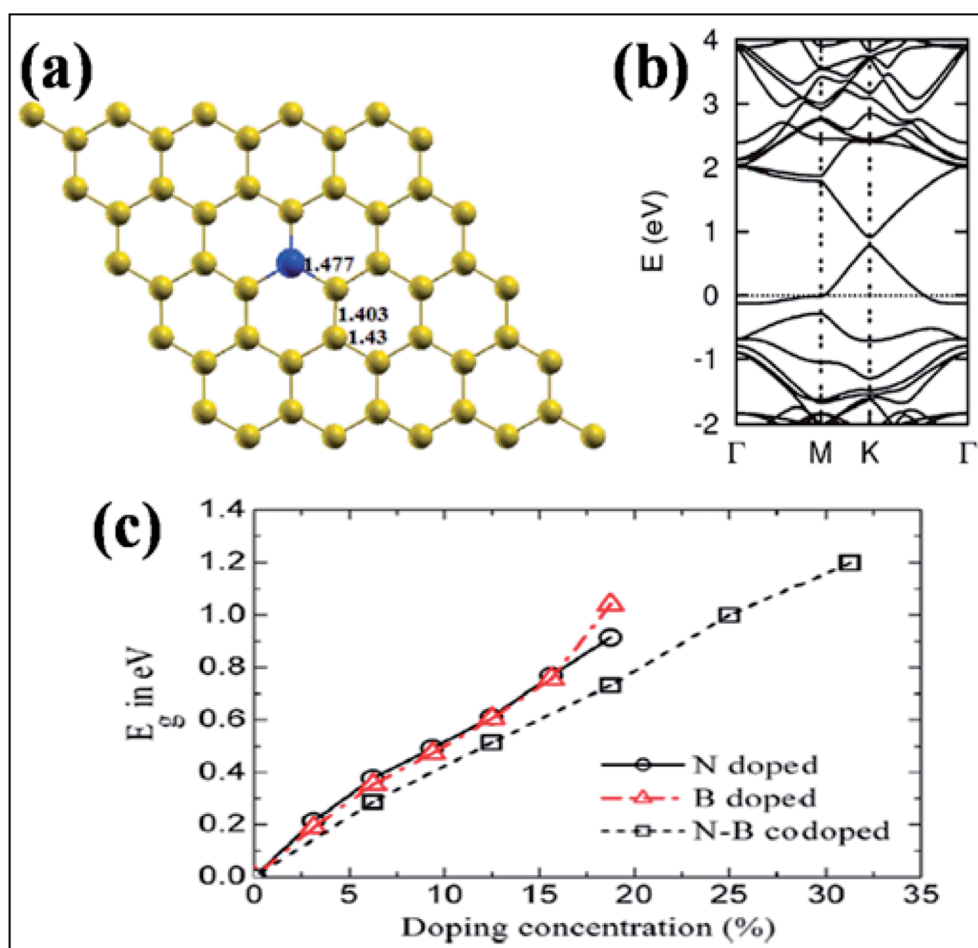 (a)
1.477
1.403
1.43
(b)
4
3
2
1
0
-1
-2
E (eV)
Γ M K Γ
(c)
1.4
1.2
1.0
0.8
0.6
0.4
0.2
0.0
E in eV
g
N doped
B doped
N-B codoped
0 5 10 15 20 25 30 35
Doping concentration (%)